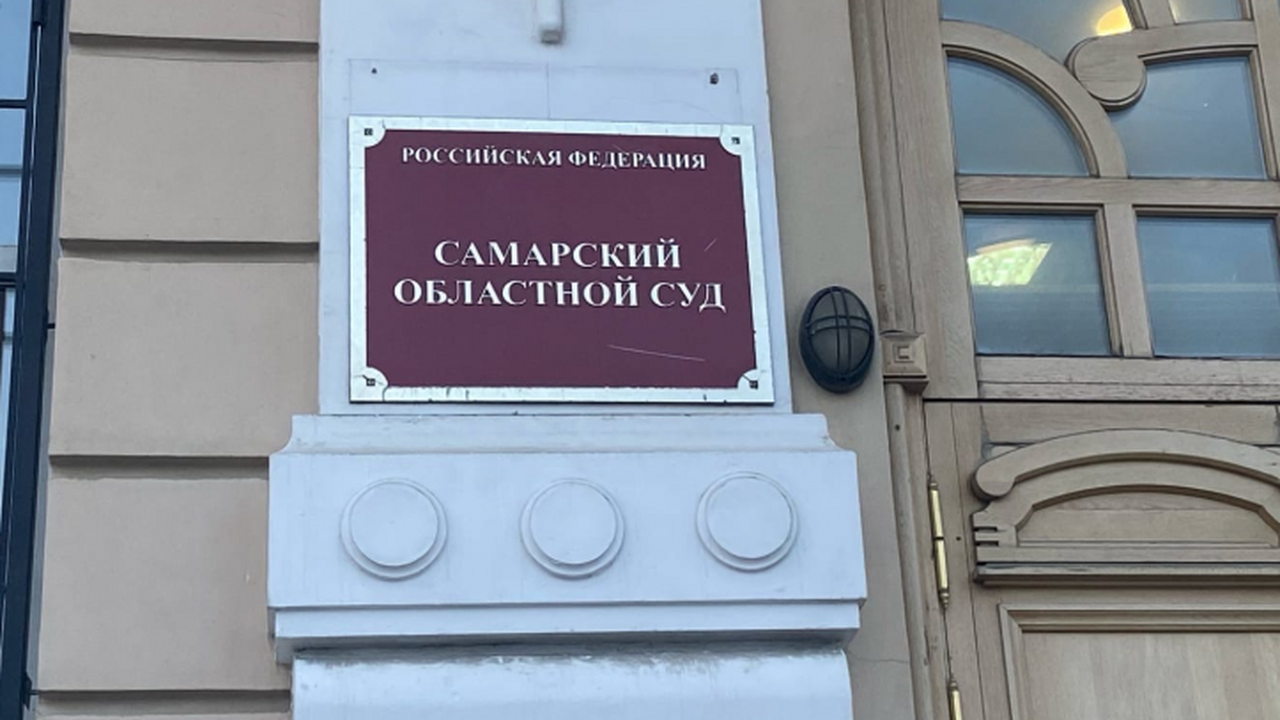 РОССИЙСКАЯ ФЕДЕРАЦИЯ
САМАРСКИЙ
ОБЛАСТНОЙ СУД